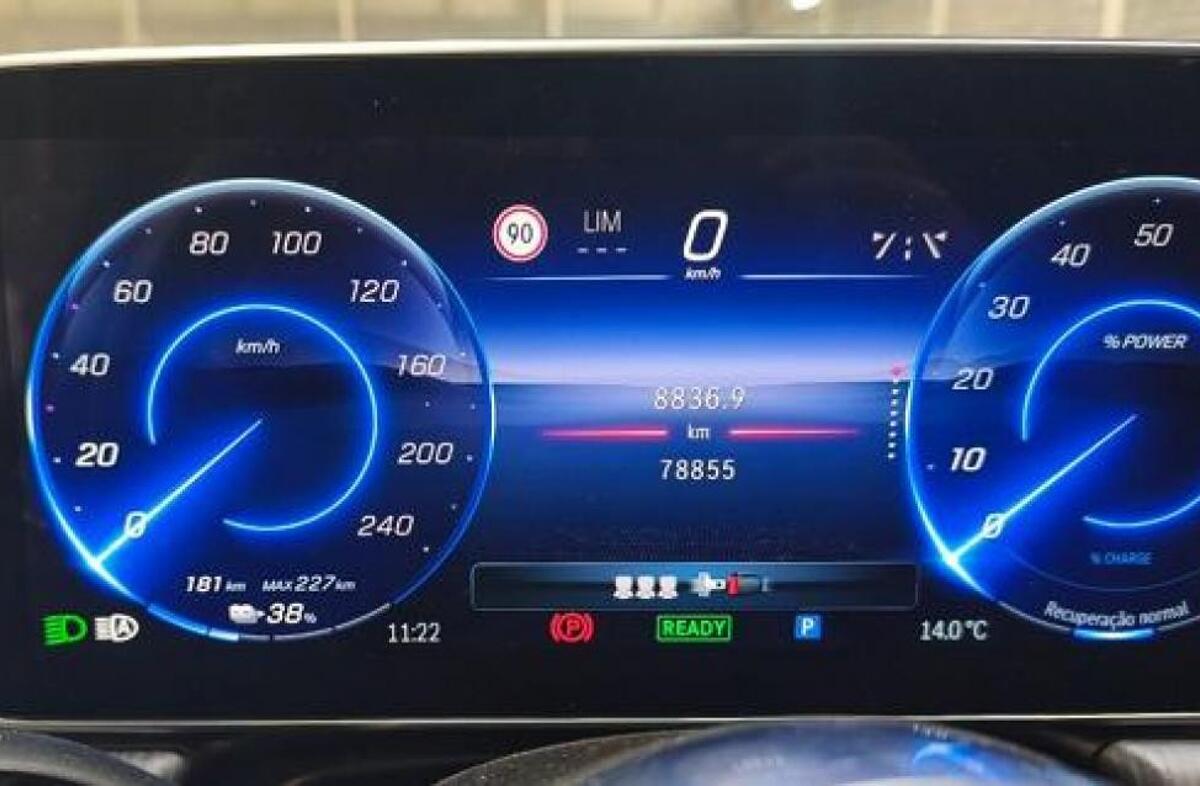 90
LIM
- - -
0
km/h
80 100
60 120
40 160
20 200
0 240
km/h
181 km MAX 227 km
38%
A
11:22
8836.9
km
78855
P
READY
P
14.0°C
50
40
30
20
10
0
% POWER
% CHARGE
Recuperação normal